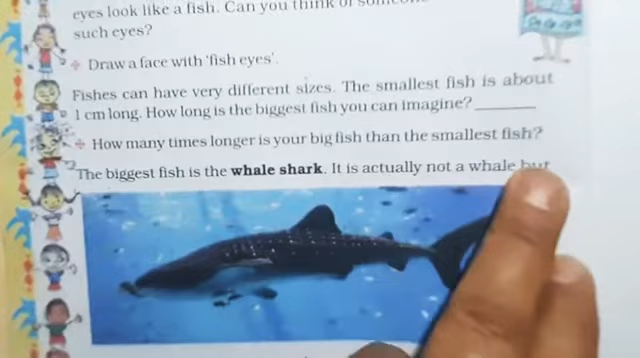 eyes look like a fish. Can you think of
such eyes?
Draw a face with 'fish eyes'.
Fishes can have very different sizes. The smallest fish is about
1 cm long. How long is the biggest fish you can imagine? ________
How many times longer is your big fish than the smallest fish?
The biggest fish is the whale shark. It is actually not a whale but